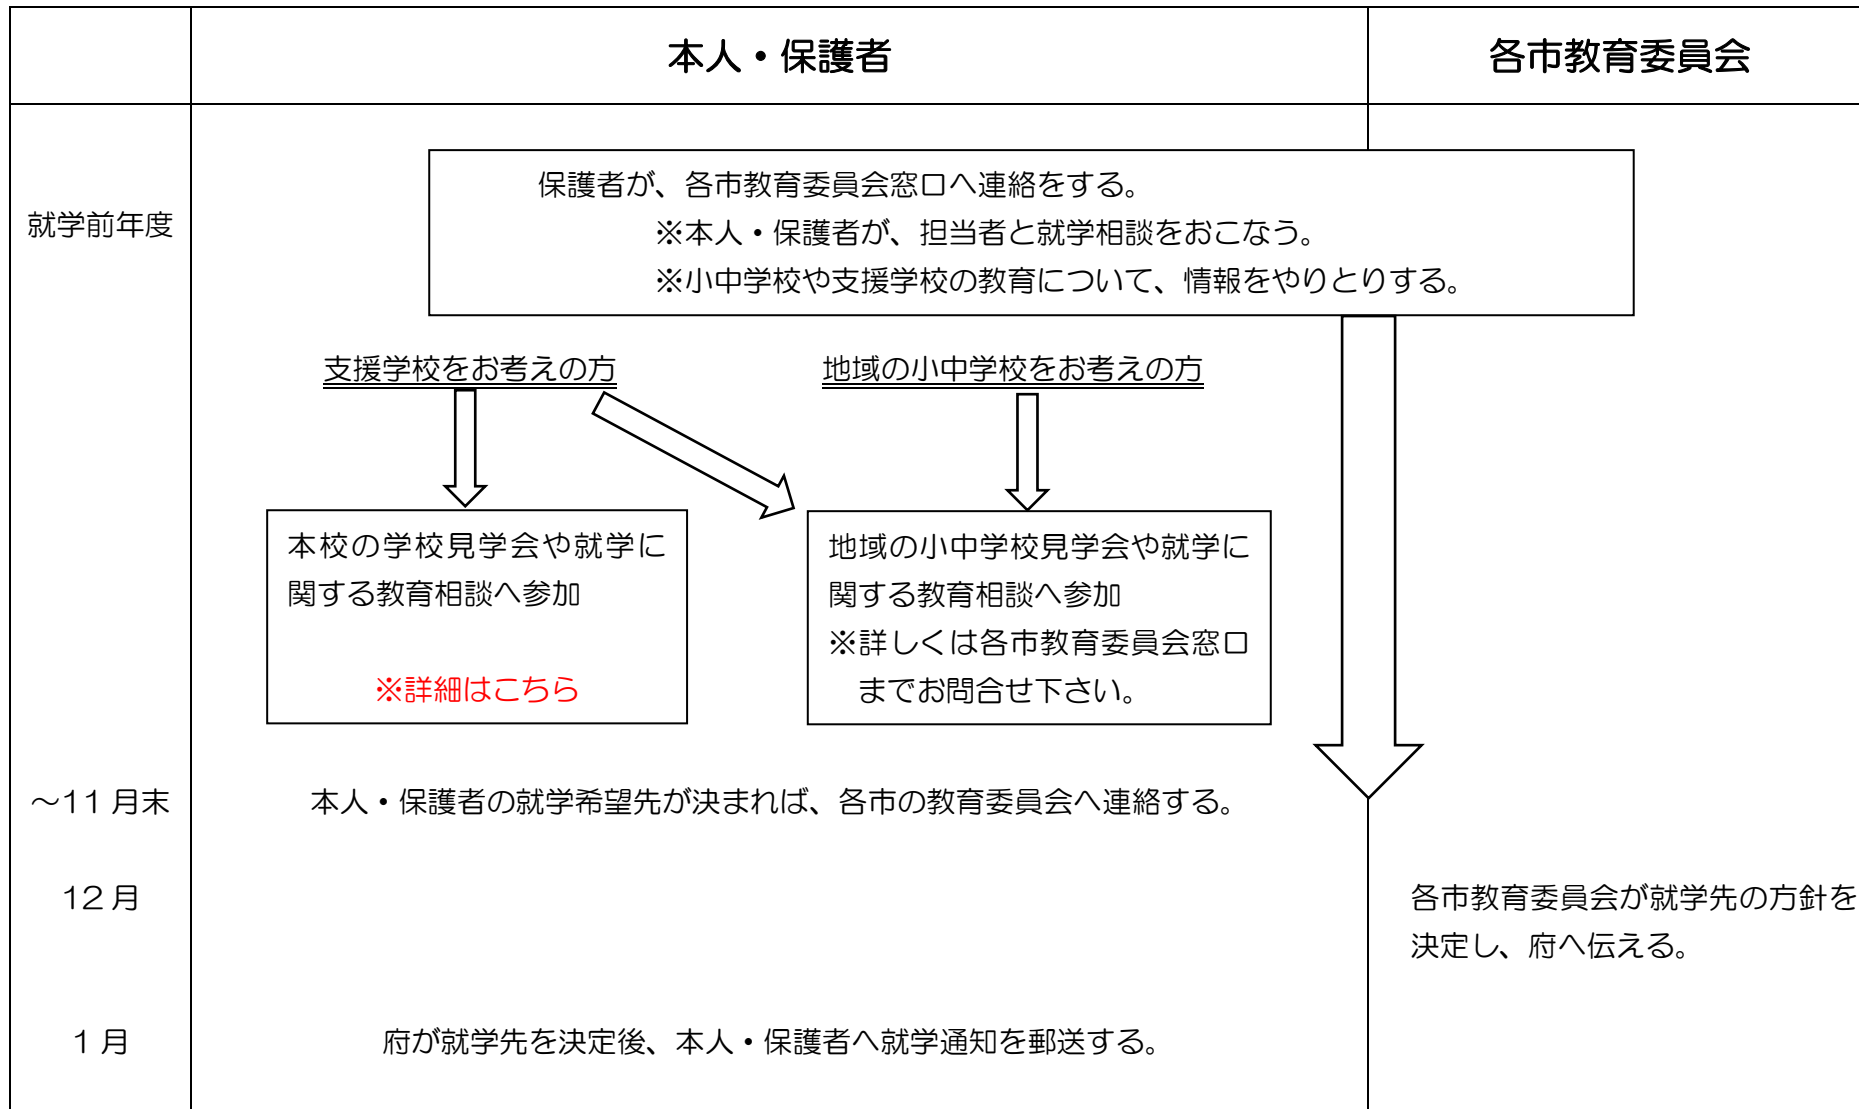 本人・保護者
各市教育委員会
就学前年度
保護者が、各市教育委員会窓口へ連絡をする。
※本人・保護者が、担当者と就学相談をおこなう。
※小中学校や支援学校の教育について、情報をやりとりする。
支援学校をお考えの方
地域の小中学校をお考えの方
本校の学校見学会や就学に
関する教育相談へ参加
※詳細はこちら
地域の小中学校見学会や就学に
関する教育相談へ参加
※詳しくは各市教育委員会窓口
までお問合せ下さい。
～11月末
本人・保護者の就学希望先が決まれば、各市の教育委員会へ連絡する。
12月
各市教育委員会が就学先の方針を
決定し、府へ伝える。
1月
府が就学先を決定後、本人・保護者へ就学通知を郵送する。